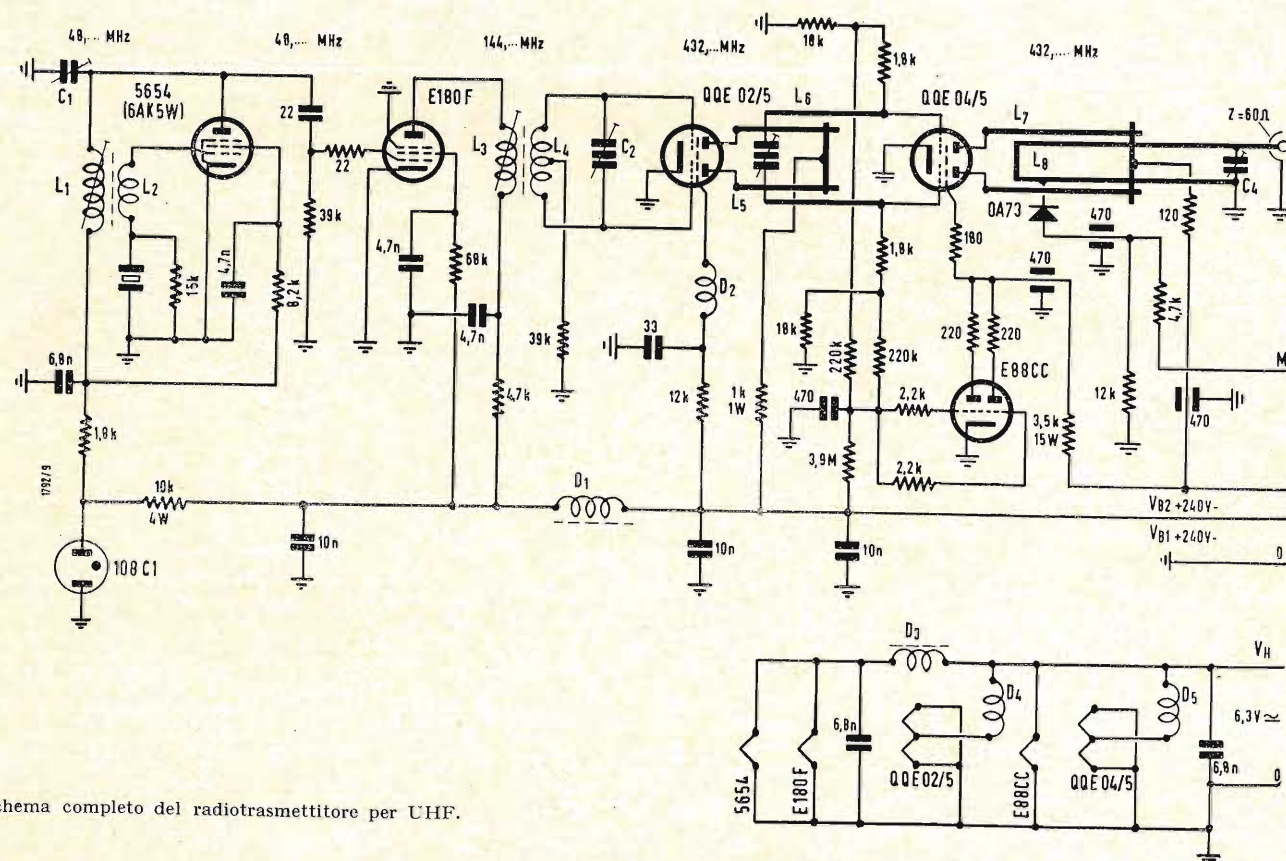 48,... MHz
48,... MHz
144,... MHz
432,...MHz
432,... MHz
18k
1,8k
C1
5654
(6AK5W)
22
E180F
L3
L4
C2
QQE 02/5
L6
QQE 04/5
L7
Z=60Ω
L1
L2
22
L5
L8
C4
0A73
470
120
39k
4,7n
15k
4,7n
8,2k
68k
4,7n
D2
1,8k
180
470
4,7k
39k
33
18k
220k
220k
220
220
E88CC
M
6,8n
1,8k
4,7k
12k
1k
1W
470
2,2k
3,5k
15W
12k
470
3,9M
2,2k
1792/9
10k
4W
D1
VB2 +240V-
10n
10n
10n
VB1 +240V-
0
108C1
D3
VH
D4
D5
6,8n
6,3V ≂
5654
E180F
QQE02/5
E88CC
QQE 04/5
6,8n
0
chema completo del radiotrasmettitore per UHF.